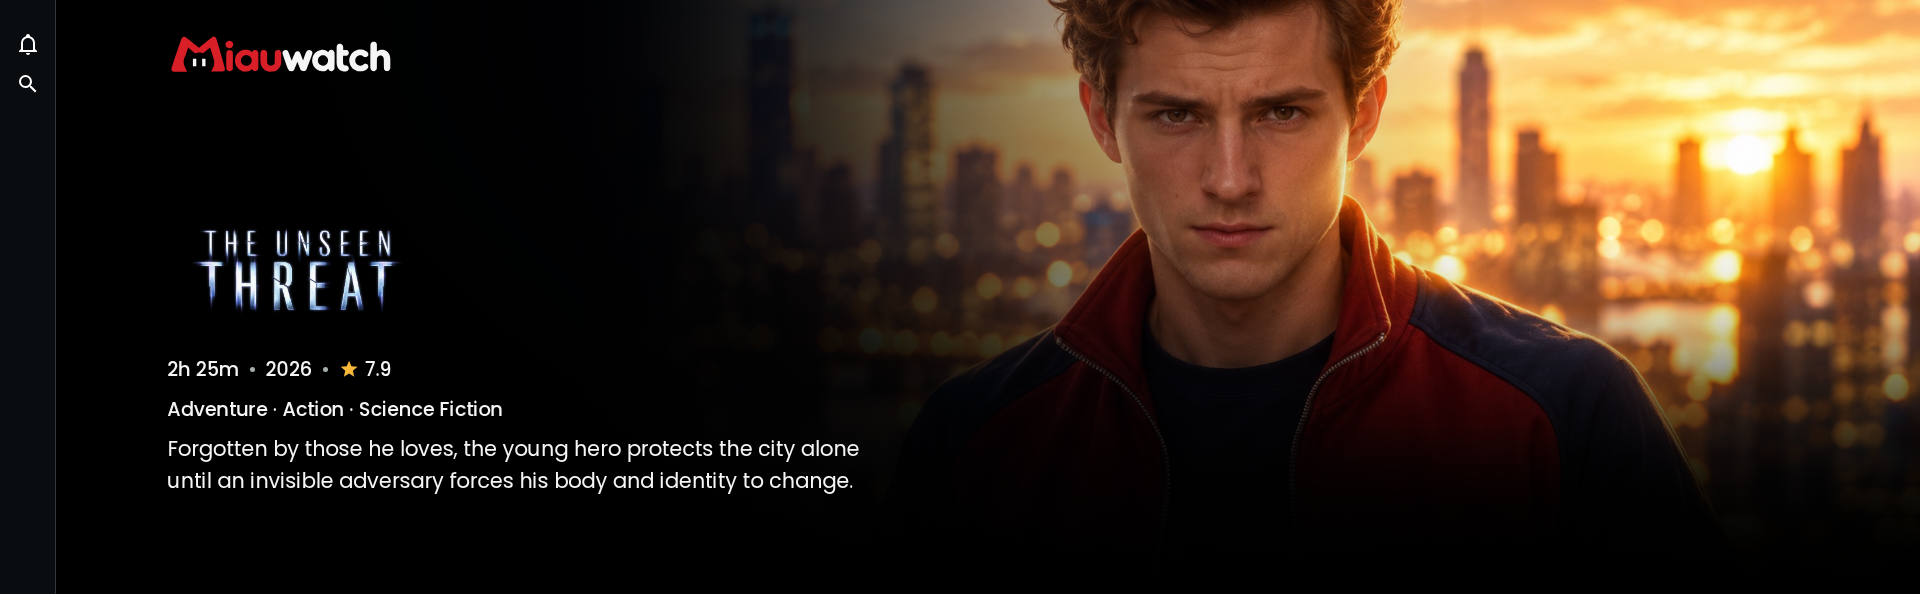 Miauwatch
THE UNSEEN
THREAT
2h 25m • 2026 • ★ 7.9
Adventure · Action · Science Fiction
Forgotten by those he loves, the young hero protects the city alone
until an invisible adversary forces his body and identity to change.